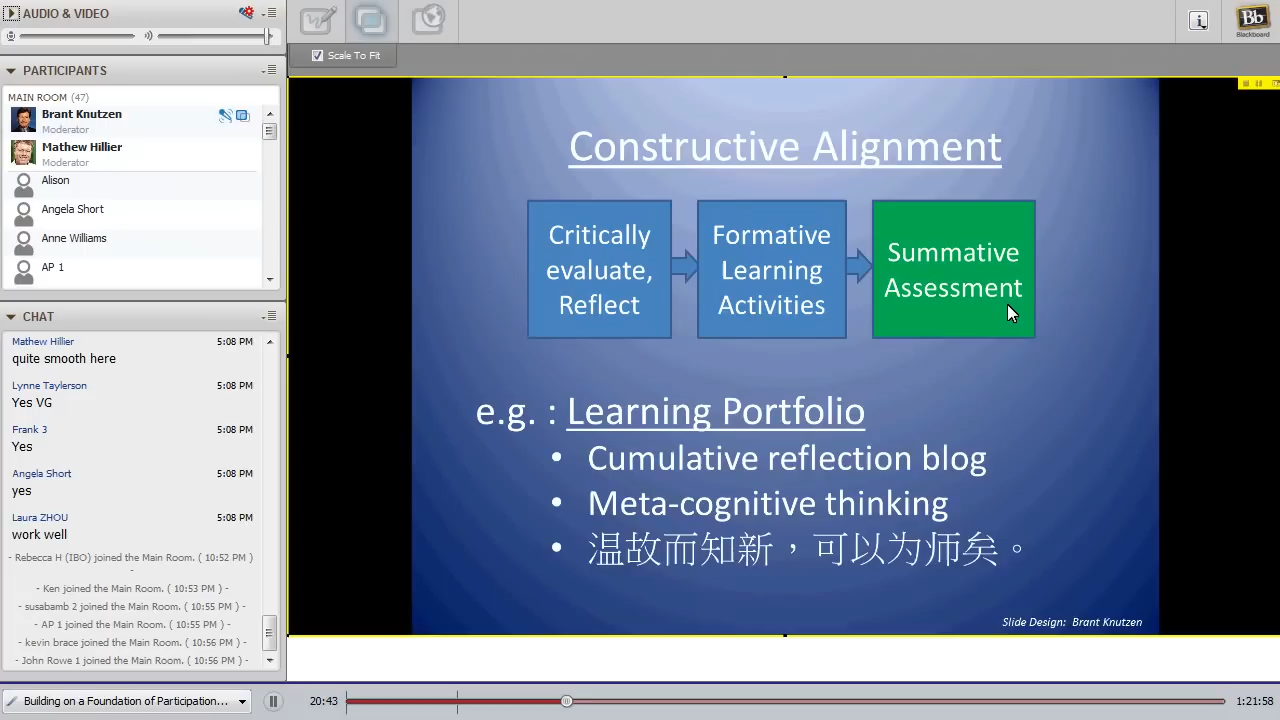 AUDIO & VIDEO
PARTICIPANTS
MAIN ROOM (47)
Brant Knutzen
Moderator
Mathew Hillier
Moderator
Alison
Angela Short
Anne Williams
AP 1
CHAT
Mathew Hillier 5:08 PM
quite smooth here
Lynne Taylerson 5:08 PM
Yes VG
Frank 3 5:08 PM
Yes
Angela Short 5:08 PM
yes
Laura ZHOU 5:08 PM
work well
- Rebecca H (IBO) joined the Main Room. ( 10:52 PM )
-
- Ken joined the Main Room. ( 10:53 PM ) -
- susabamb 2 joined the Main Room. ( 10:55 PM ) -
- AP 1 joined the Main Room. ( 10:55 PM ) -
- kevin brace joined the Main Room. ( 10:56 PM ) -
- John Rowe 1 joined the Main Room. ( 10:56 PM ) -
Scale To Fit
Bb
Blackboard
Constructive Alignment
Critically
evaluate,
Reflect
Formative
Learning
Activities
Summative
Assessment
e.g. : Learning Portfolio
• Cumulative reflection blog
• Meta-cognitive thinking
• 温故而知新，可以为师矣。
Slide Design: Brant Knutzen
Building on a Foundation of Participation...
20:43
1:21:58